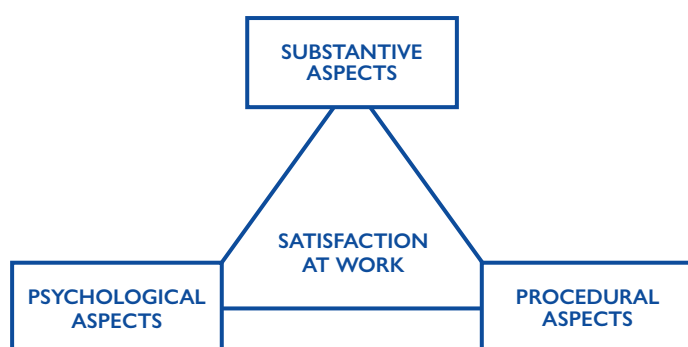 SUBSTANTIVE
ASPECTS
SATISFACTION
AT WORK
PSYCHOLOGICAL
ASPECTS
PROCEDURAL
ASPECTS